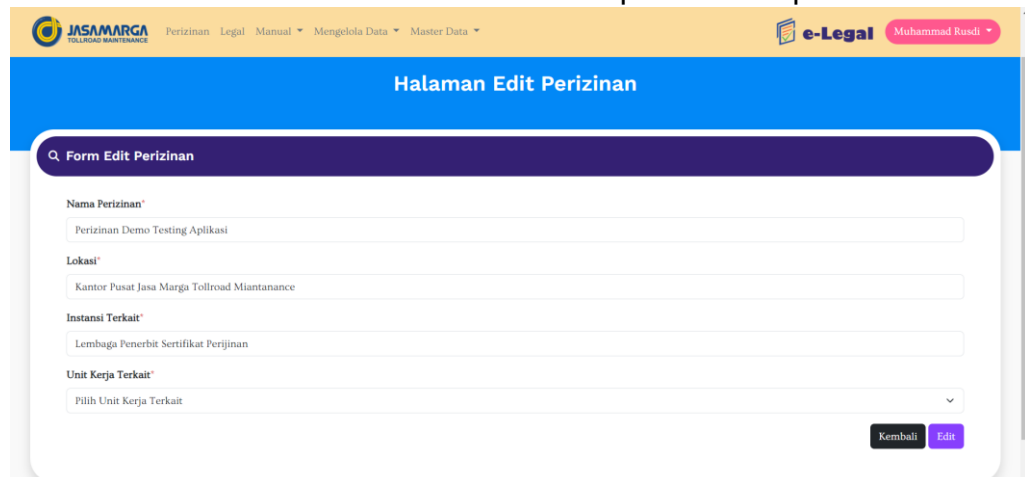 JASAMARGA
TOLLROAD MAINTENANCE
Perizinan Legal Manual Mengelola Data Master Data
e-Legal
Muhammad Rusdi
Halaman Edit Perizinan
Form Edit Perizinan
Nama Perizinan*
Perizinan Demo Testing Aplikasi
Lokasi*
Kantor Pusat Jasa Marga Tollroad Miantanance
Instansi Terkait*
Lembaga Penerbit Sertifikat Perijinan
Unit Kerja Terkait*
Pilih Unit Kerja Terkait
Kembali Edit